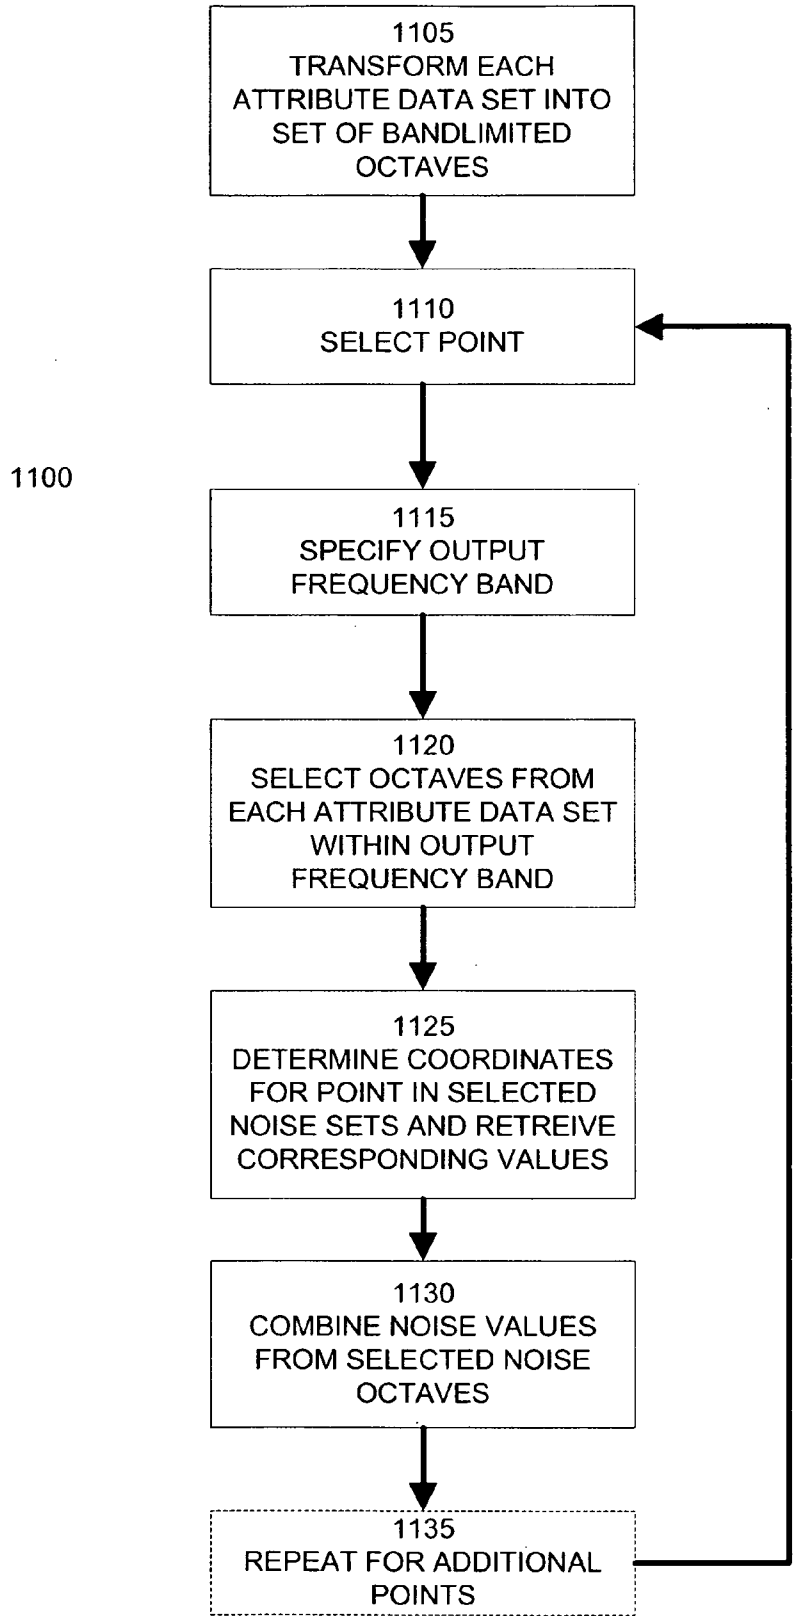 1105
TRANSFORM EACH
ATTRIBUTE DATA SET INTO
SET OF BANDLIMITED
OCTAVES
1110
SELECT POINT
1100
1115
SPECIFY OUTPUT
FREQUENCY BAND
1120
SELECT OCTAVES FROM
EACH ATTRIBUTE DATA SET
WITHIN OUTPUT
FREQUENCY BAND
1125
DETERMINE COORDINATES
FOR POINT IN SELECTED
NOISE SETS AND RETREIVE
CORRESPONDING VALUES
1130
COMBINE NOISE VALUES
FROM SELECTED NOISE
OCTAVES
1135
REPEAT FOR ADDITIONAL
POINTS